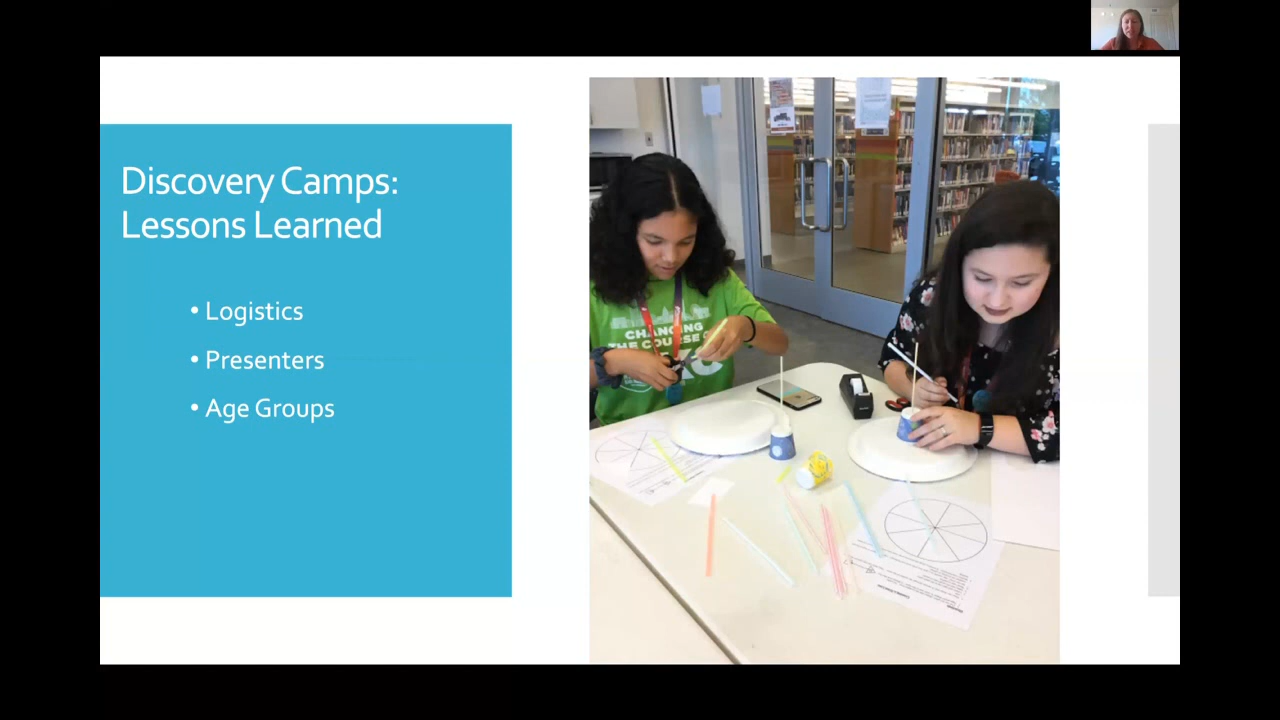 Discovery Camps:
Lessons Learned
• Logistics
• Presenters
• Age Groups
CHANGING
THE COURSE